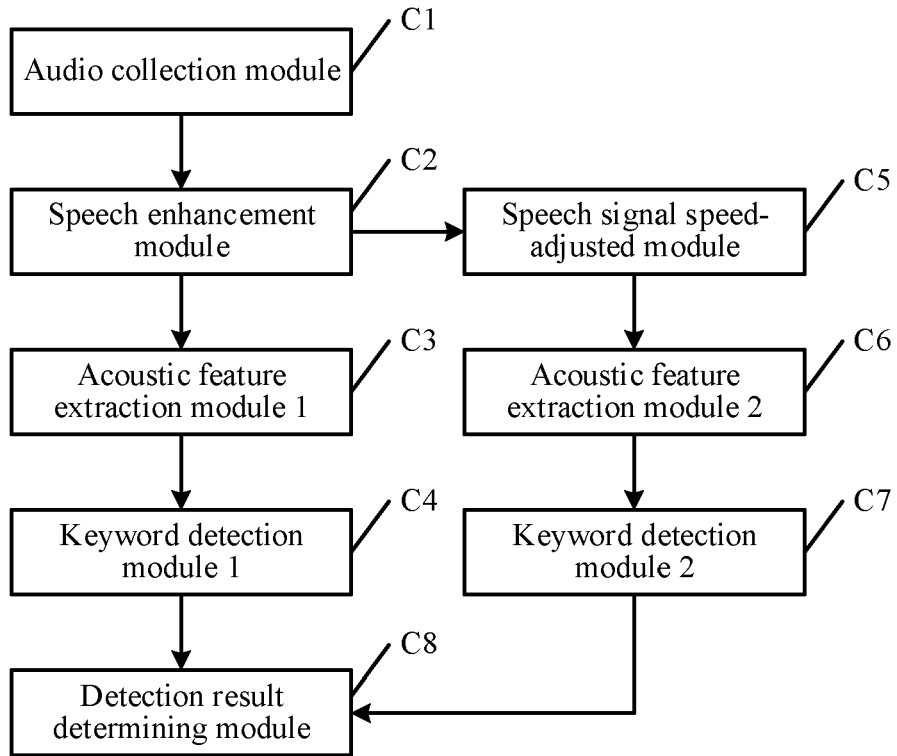 C1
Audio collection module
C2
Speech enhancement
module
C5
Speech signal speed-
adjusted module
C3
Acoustic feature
extraction module 1
C6
Acoustic feature
extraction module 2
C4
Keyword detection
module 1
C7
Keyword detection
module 2
C8
Detection result
determining module